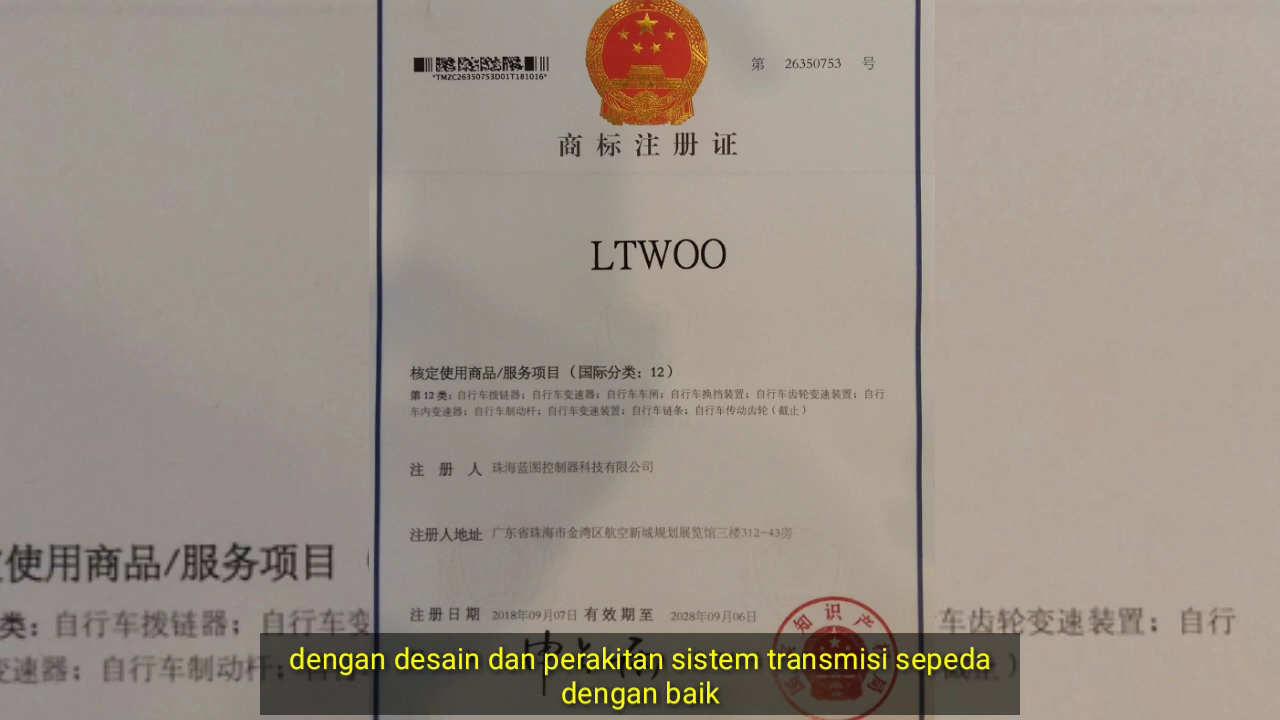 *TMZC26350753D01T181016*
第 26350753 号
商标注册证
LTWOO
核定使用商品/服务项目（国际分类：12）
第 12 类：自行车拨链器；自行车变速器；自行车车闸；自行车换挡装置；自行车齿轮变速装置；自行
车内变速器；自行车制动杆；自行车变速装置；自行车链条；自行车传动齿轮（截止）
注 册 人 珠海蓝图控制器科技有限公司
注册人地址 广东省珠海市金湾区航空新城规划展览馆三楼312-43房
注册日期 2018年09月07日 有效期至 2028年09月06日
知识产
局
使用商品/服务项目（
类：自行车拨链器；自行车变
车齿轮变速装置；自行
变速器；自行车制动杆；
截止）
dengan desain dan perakitan sistem transmisi sepeda
dengan baik